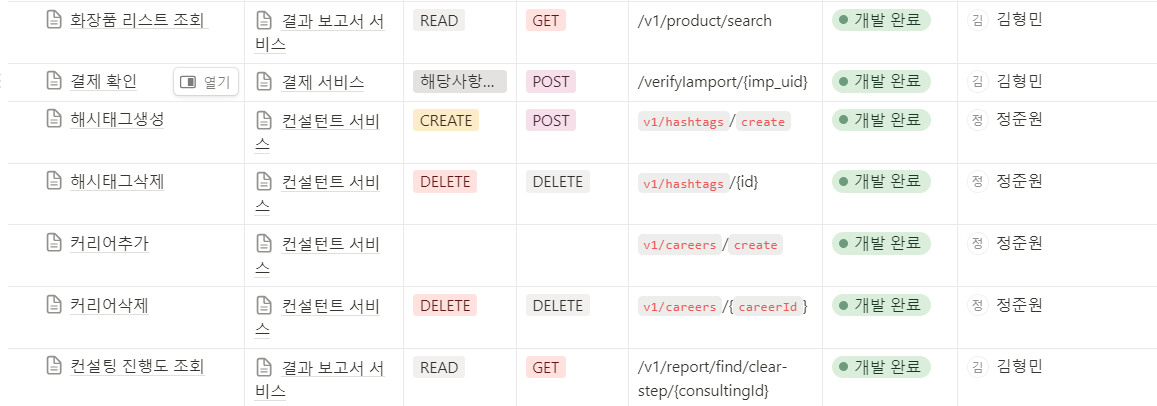 화장품 리스트 조회 결과 보고서 서 READ GET /v1/product/search 개발 완료 김 김형민
비스
결제 확인 열기 결제 서비스 해당사항... POST /verifyIamport/{imp_uid} 개발 완료 김 김형민
해시태그생성 컨설턴트 서비 CREATE POST v1/hashtags/create 개발 완료 정 정준원
스
해시태그삭제 컨설턴트 서비 DELETE DELETE v1/hashtags/{id} 개발 완료 정 정준원
스
커리어추가 컨설턴트 서비 v1/careers/create 개발 완료 정 정준원
스
커리어삭제 컨설턴트 서비 DELETE DELETE v1/careers/{careerId} 개발 완료 정 정준원
스
컨설팅 진행도 조회 결과 보고서 서 READ GET /v1/report/find/clear- 개발 완료 김 김형민
비스 step/{consultingId}